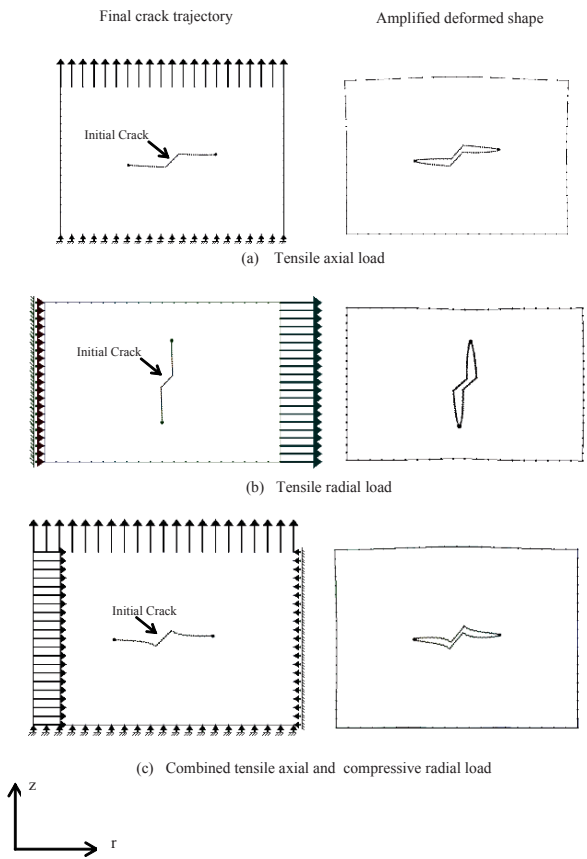 Final crack trajectory
Amplified deformed shape
Initial Crack
(a) Tensile axial load
Initial Crack
(b) Tensile radial load
Initial Crack
(c) Combined tensile axial and compressive radial load
z
r